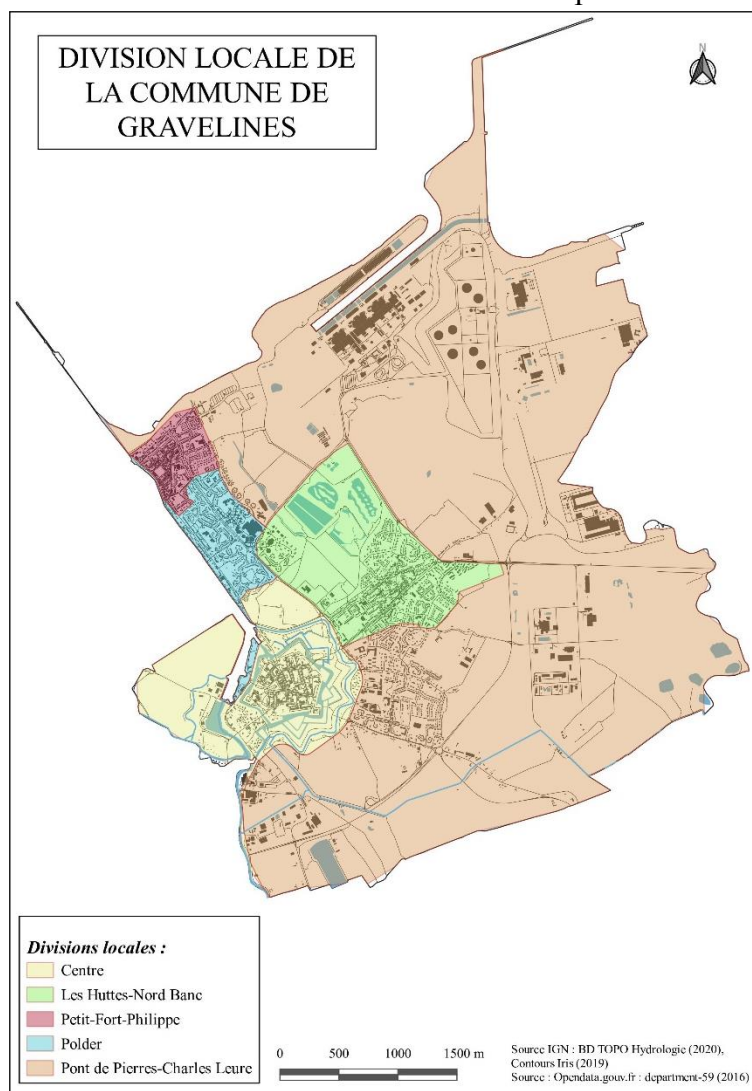 DIVISION LOCALE DE
LA COMMUNE DE
GRAVELINES
N
Divisions locales :
Centre
Les Huttes-Nord Banc
Petit-Fort-Philippe
Polder
Pont de Pierres-Charles Leure
0 500 1000 1500 m
Source IGN : BD TOPO Hydrologie (2020),
Contours Iris (2019)
Source : Opendata.gouv.fr : department-59 (2016)